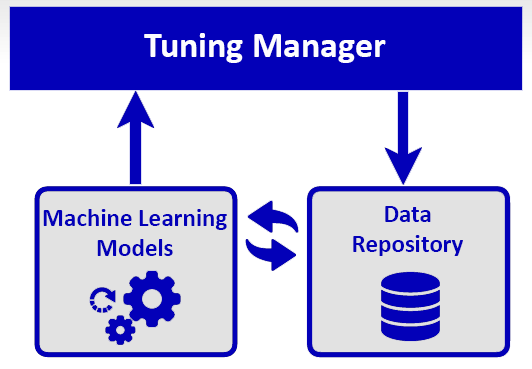 Tuning Manager
Machine Learning
Models
Data
Repository